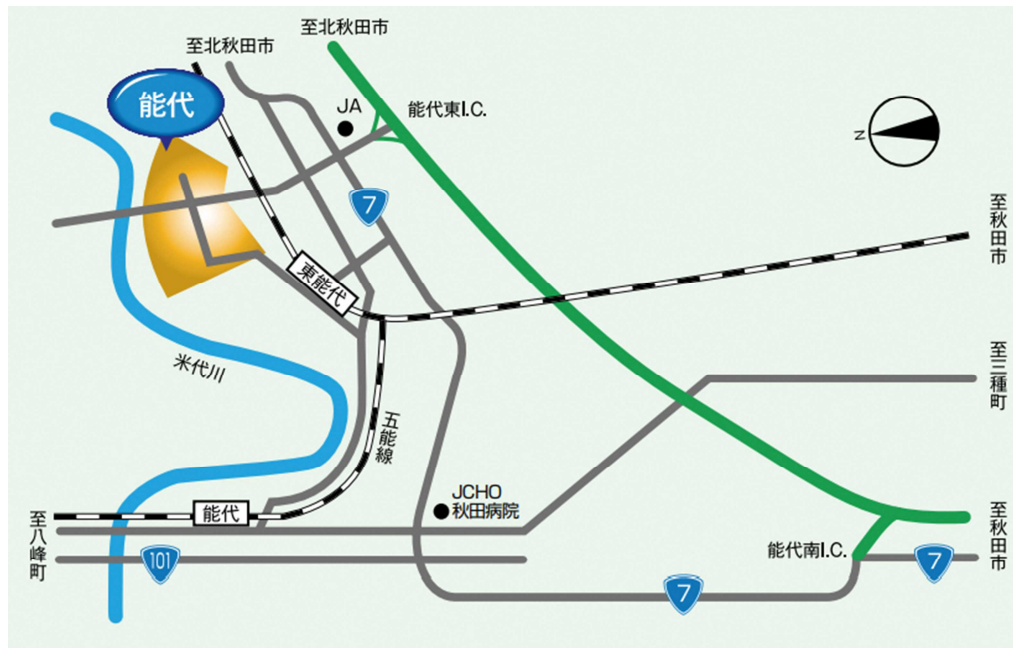 至北秋田市
至北秋田市
能代
JA
能代東I.C.
7
N
至秋田市
東能代
米代川
至三種町
五能線
JCHO
秋田病院
能代
至八峰町
101
至秋田市
能代南I.C.
7
7